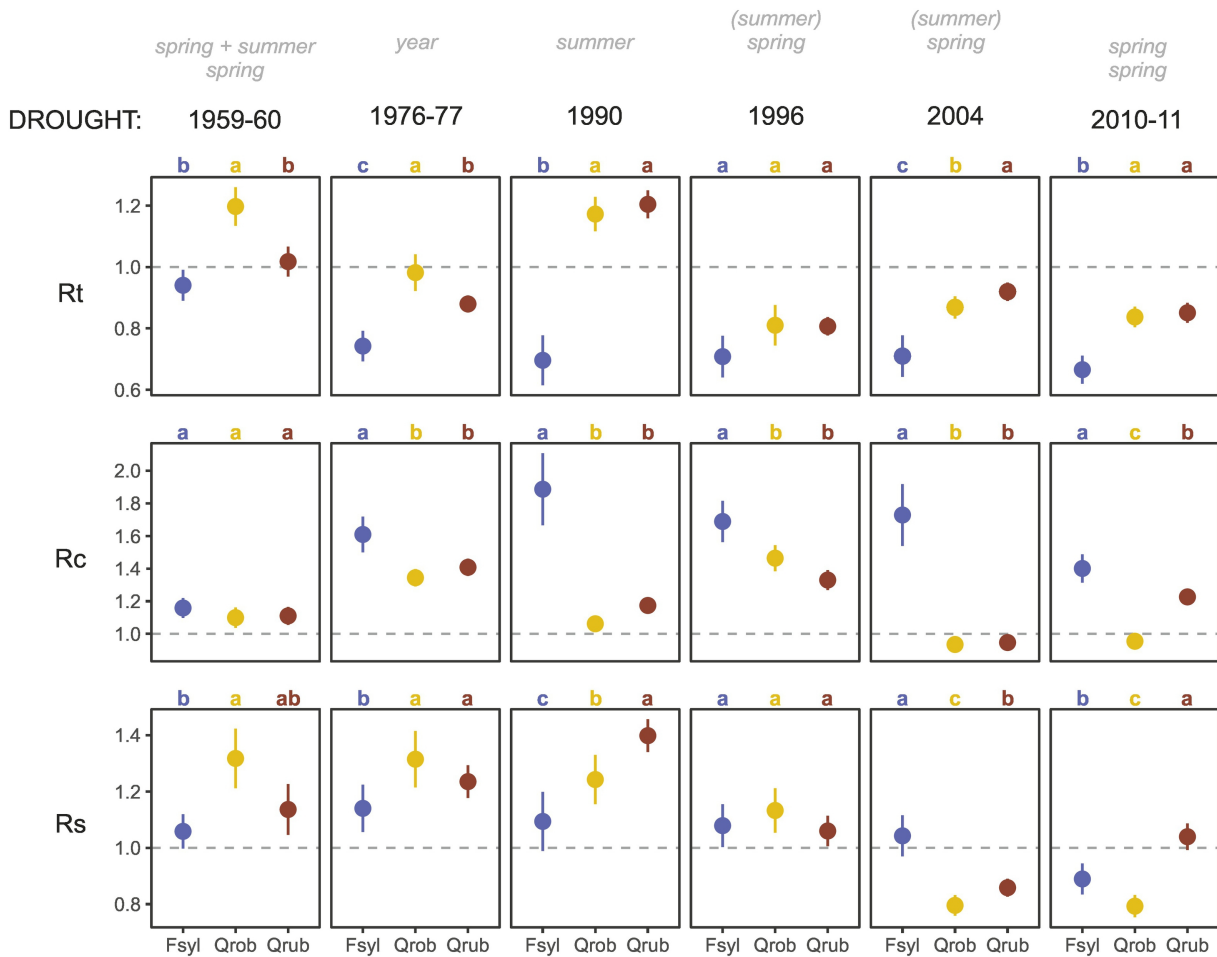 spring + summer
spring
year
summer
(summer)
spring
(summer)
spring
spring
spring
DROUGHT: 1959-60 1976-77 1990 1996 2004 2010-11
b a b c a b b a a a a a c b a b a a
Rt
1.2
1.0
0.8
0.6
a a a a b b a b b a b b a b b a c b
Rc
2.0
1.8
1.6
1.4
1.2
1.0
b a ab b a a c b a a a a a c b b c a
Rs
1.4
1.2
1.0
0.8
Fsyl Qrob Qrub Fsyl Qrob Qrub Fsyl Qrob Qrub Fsyl Qrob Qrub Fsyl Qrob Qrub Fsyl Qrob Qrub